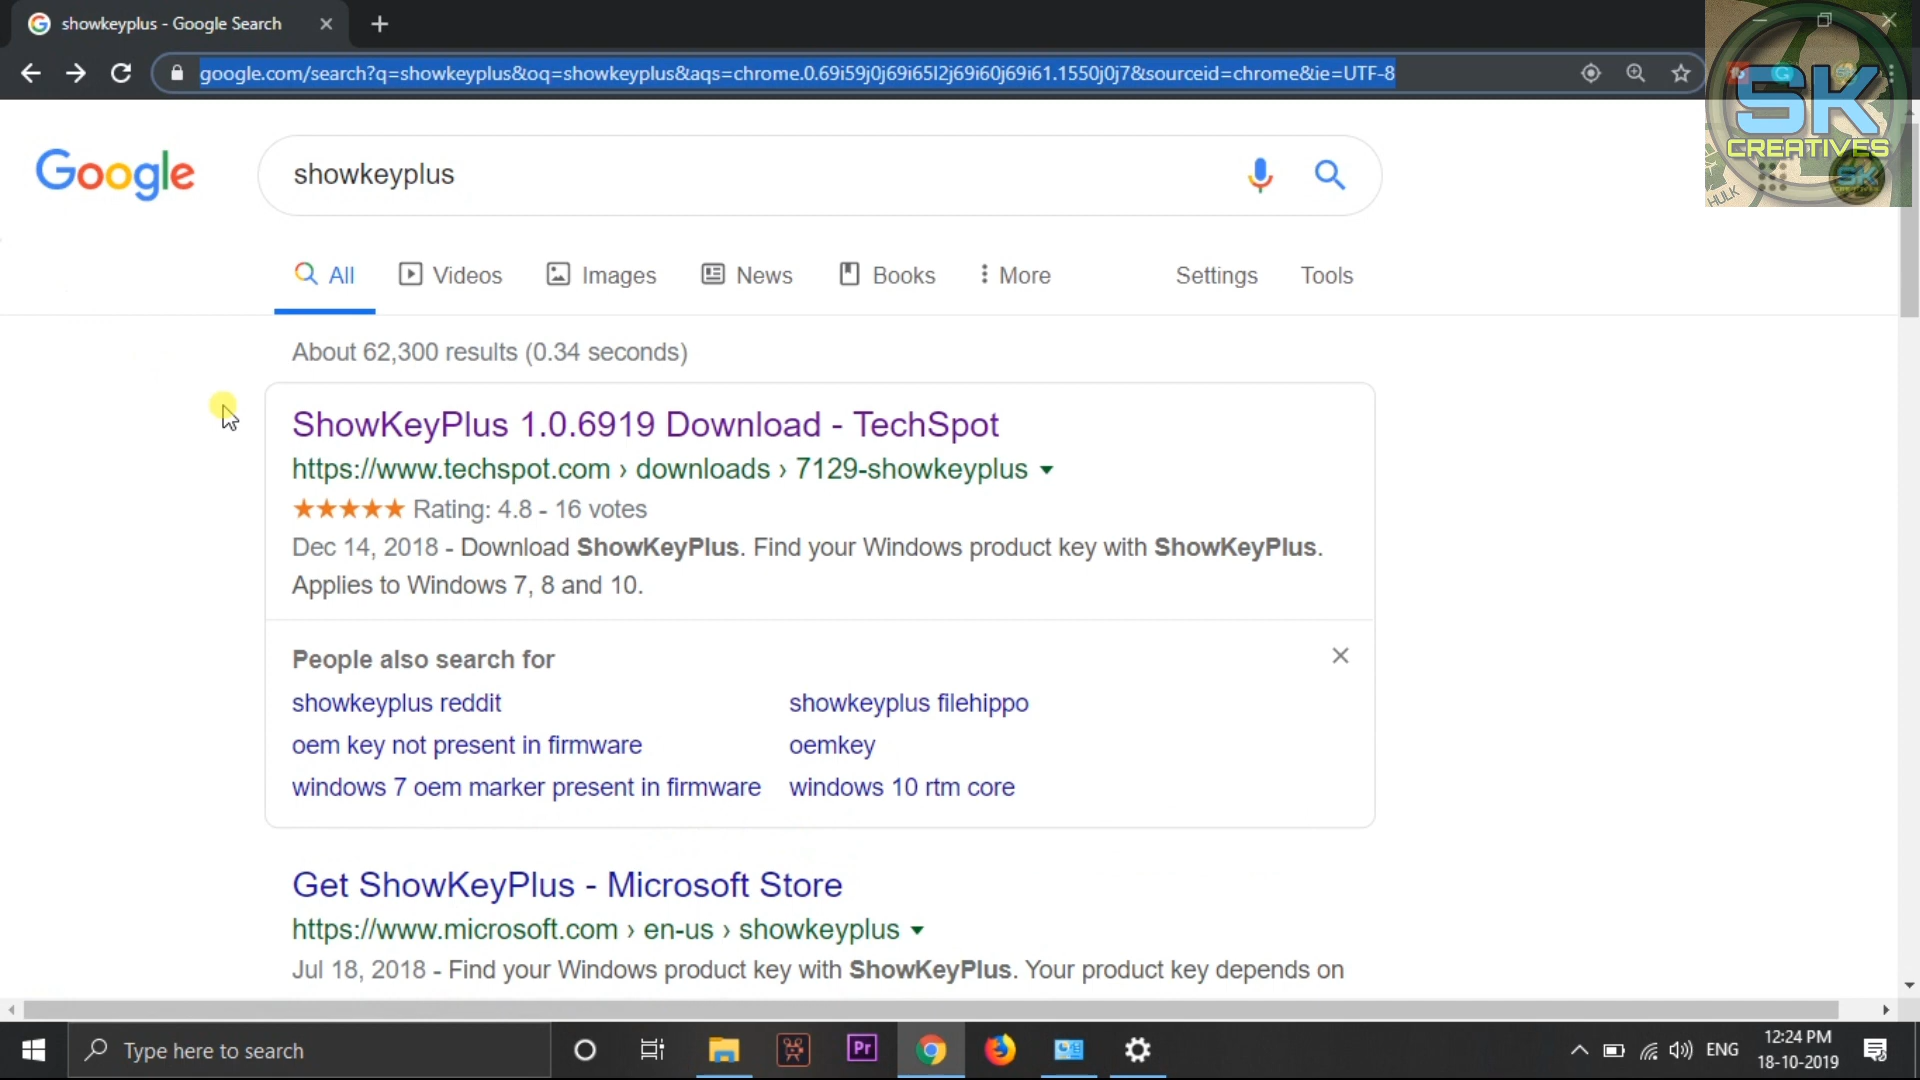 showkeyplus - Google Search
google.com/search?q=showkeyplus&oq=showkeyplus&aqs=chrome.0.69i59j0j69i65l2j69i60j69i61.1550j0j7&sourceid=chrome&ie=UTF-8
SK
CREATIVES
HULK
SK
Google
showkeyplus
All Videos Images News Books More Settings Tools
About 62,300 results (0.34 seconds)
ShowKeyPlus 1.0.6919 Download - TechSpot
https://www.techspot.com › downloads › 7129-showkeyplus
Rating: 4.8 - 16 votes
Dec 14, 2018 - Download ShowKeyPlus. Find your Windows product key with ShowKeyPlus.
Applies to Windows 7, 8 and 10.
People also search for
showkeyplus reddit showkeyplus filehippo
oem key not present in firmware oemkey
windows 7 oem marker present in firmware windows 10 rtm core
Get ShowKeyPlus - Microsoft Store
https://www.microsoft.com › en-us › showkeyplus
Jul 18, 2018 - Find your Windows product key with ShowKeyPlus. Your product key depends on
Type here to search Pr ENG 12:24 PM
18-10-2019